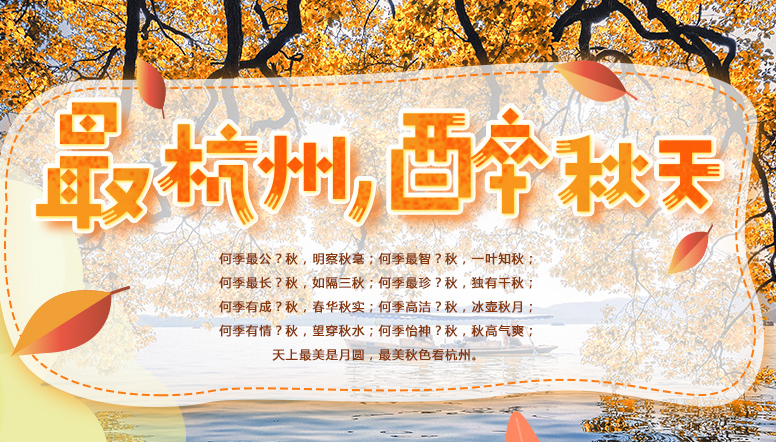 最杭州,醉秋天
何季最公?秋,明察秋毫;何季最智?秋,一叶知秋;
何季最长?秋,如隔三秋;何季最珍?秋,独有千秋;
何季有成?秋,春华秋实;何季高洁?秋,冰壶秋月;
何季有情?秋,望穿秋水;何季怡神?秋,秋高气爽;
天上最美是月圆,最美秋色看杭州。